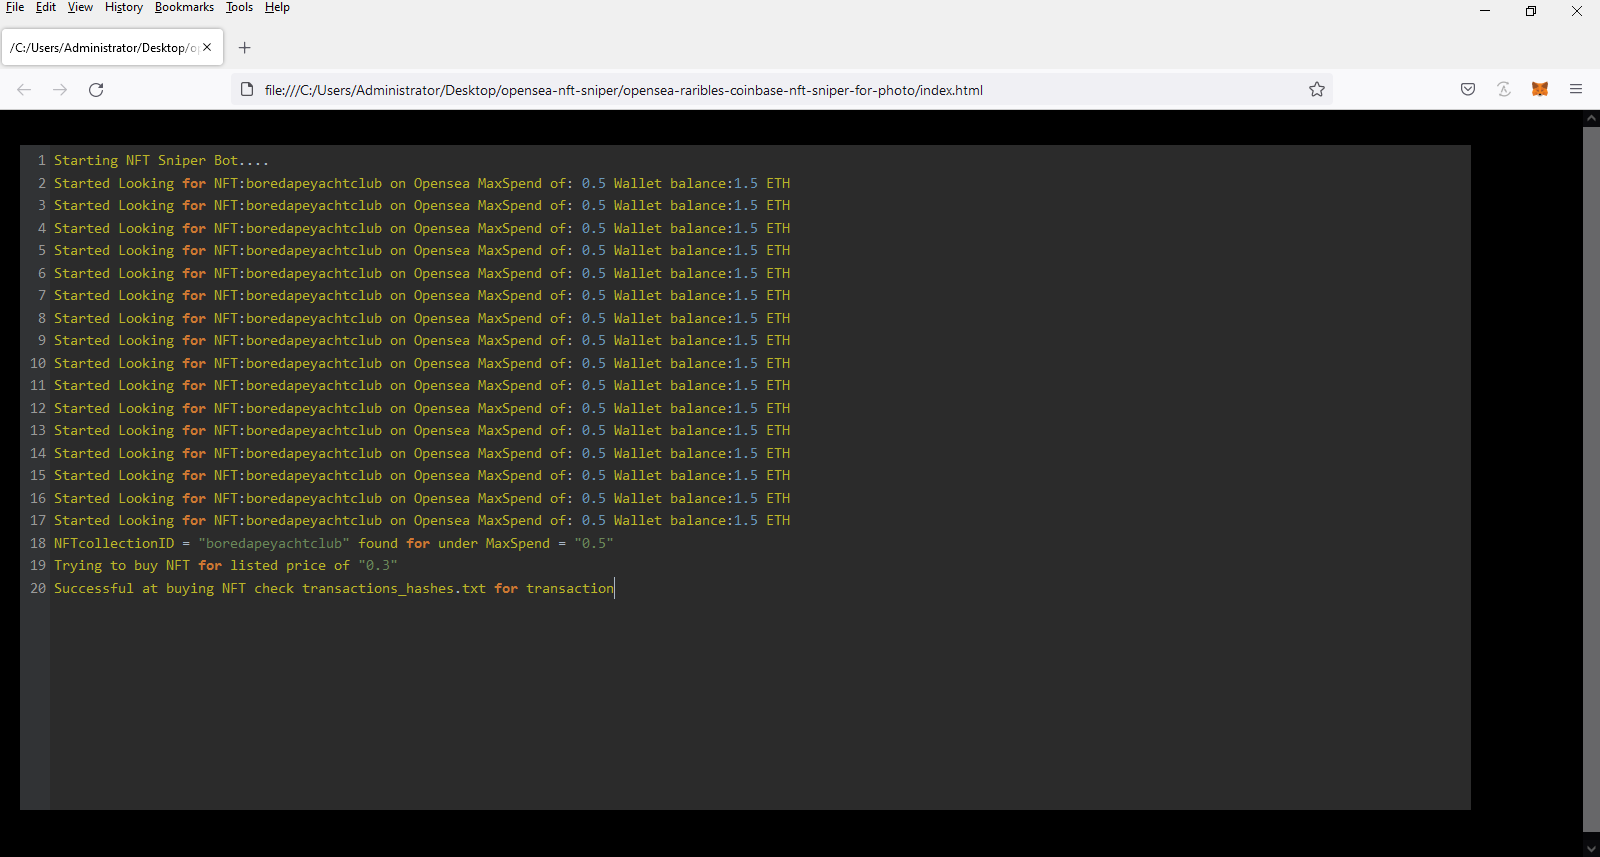 File Edit View History Bookmarks Tools Help
/C:/Users/Administrator/Desktop/o
file:///C:/Users/Administrator/Desktop/opensea-nft-sniper/opensea-raribles-coinbase-nft-sniper-for-photo/index.html
1 Starting NFT Sniper Bot....
2 Started Looking for NFT:boredapeyachtclub on Opensea MaxSpend of: 0.5 Wallet balance:1.5 ETH
3 Started Looking for NFT:boredapeyachtclub on Opensea MaxSpend of: 0.5 Wallet balance:1.5 ETH
4 Started Looking for NFT:boredapeyachtclub on Opensea MaxSpend of: 0.5 Wallet balance:1.5 ETH
5 Started Looking for NFT:boredapeyachtclub on Opensea MaxSpend of: 0.5 Wallet balance:1.5 ETH
6 Started Looking for NFT:boredapeyachtclub on Opensea MaxSpend of: 0.5 Wallet balance:1.5 ETH
7 Started Looking for NFT:boredapeyachtclub on Opensea MaxSpend of: 0.5 Wallet balance:1.5 ETH
8 Started Looking for NFT:boredapeyachtclub on Opensea MaxSpend of: 0.5 Wallet balance:1.5 ETH
9 Started Looking for NFT:boredapeyachtclub on Opensea MaxSpend of: 0.5 Wallet balance:1.5 ETH
10 Started Looking for NFT:boredapeyachtclub on Opensea MaxSpend of: 0.5 Wallet balance:1.5 ETH
11 Started Looking for NFT:boredapeyachtclub on Opensea MaxSpend of: 0.5 Wallet balance:1.5 ETH
12 Started Looking for NFT:boredapeyachtclub on Opensea MaxSpend of: 0.5 Wallet balance:1.5 ETH
13 Started Looking for NFT:boredapeyachtclub on Opensea MaxSpend of: 0.5 Wallet balance:1.5 ETH
14 Started Looking for NFT:boredapeyachtclub on Opensea MaxSpend of: 0.5 Wallet balance:1.5 ETH
15 Started Looking for NFT:boredapeyachtclub on Opensea MaxSpend of: 0.5 Wallet balance:1.5 ETH
16 Started Looking for NFT:boredapeyachtclub on Opensea MaxSpend of: 0.5 Wallet balance:1.5 ETH
17 Started Looking for NFT:boredapeyachtclub on Opensea MaxSpend of: 0.5 Wallet balance:1.5 ETH
18 NFTcollectionID = "boredapeyachtclub" found for under MaxSpend = "0.5"
19 Trying to buy NFT for listed price of "0.3"
20 Successful at buying NFT check transactions_hashes.txt for transaction